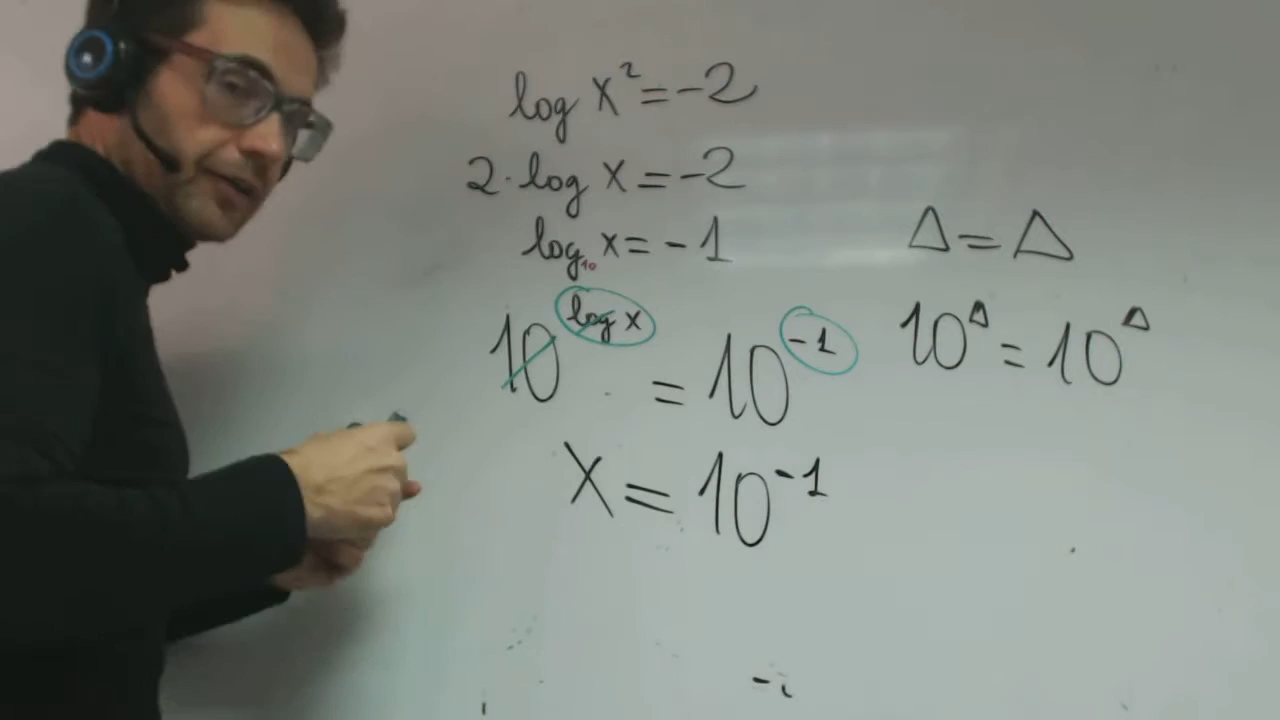 log x² = -2
2·log x = -2
log₁₀ x = -1
Δ = Δ
10^(log x) = 10^(-1)
10^Δ = 10^Δ
x = 10^(-1)